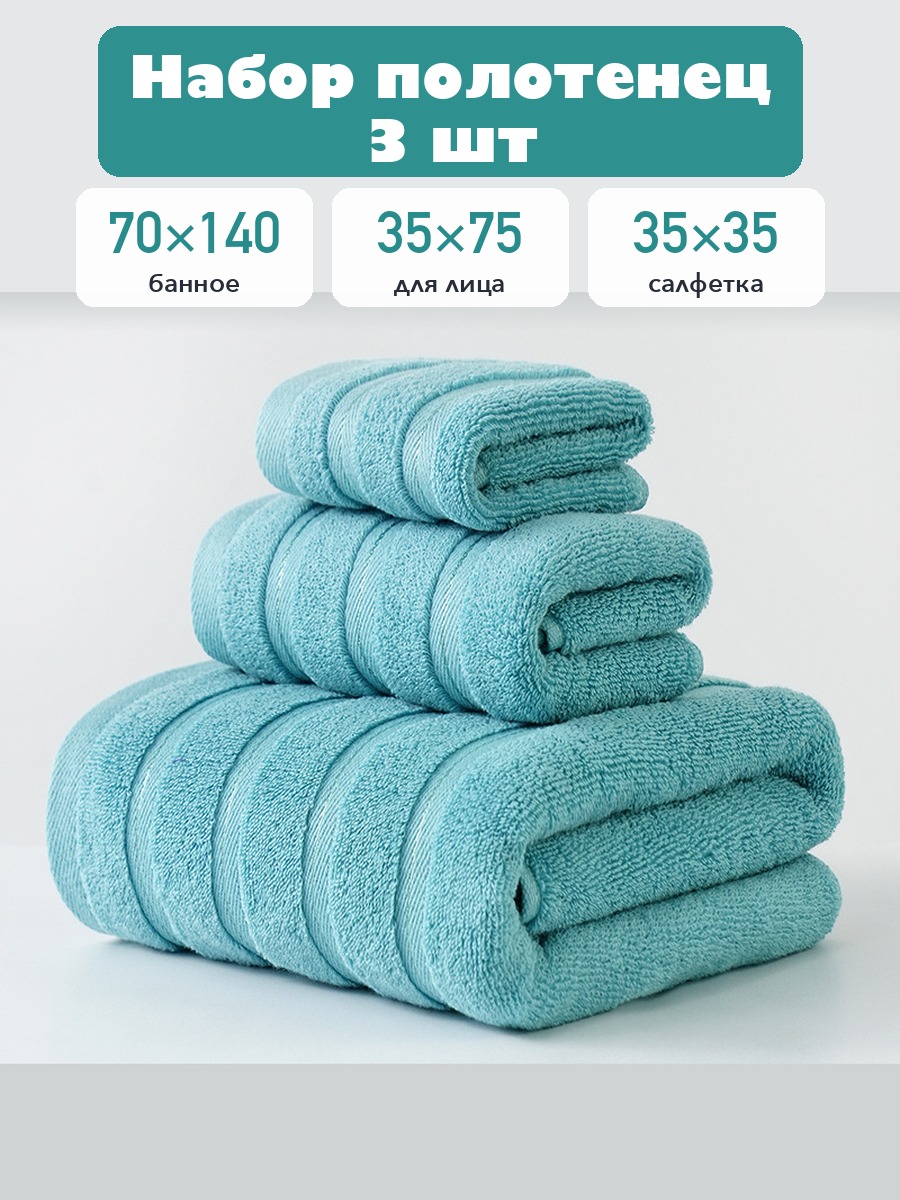 Набор полотенец
3 шт
70×140
банное
35×75
для лица
35×35
салфетка